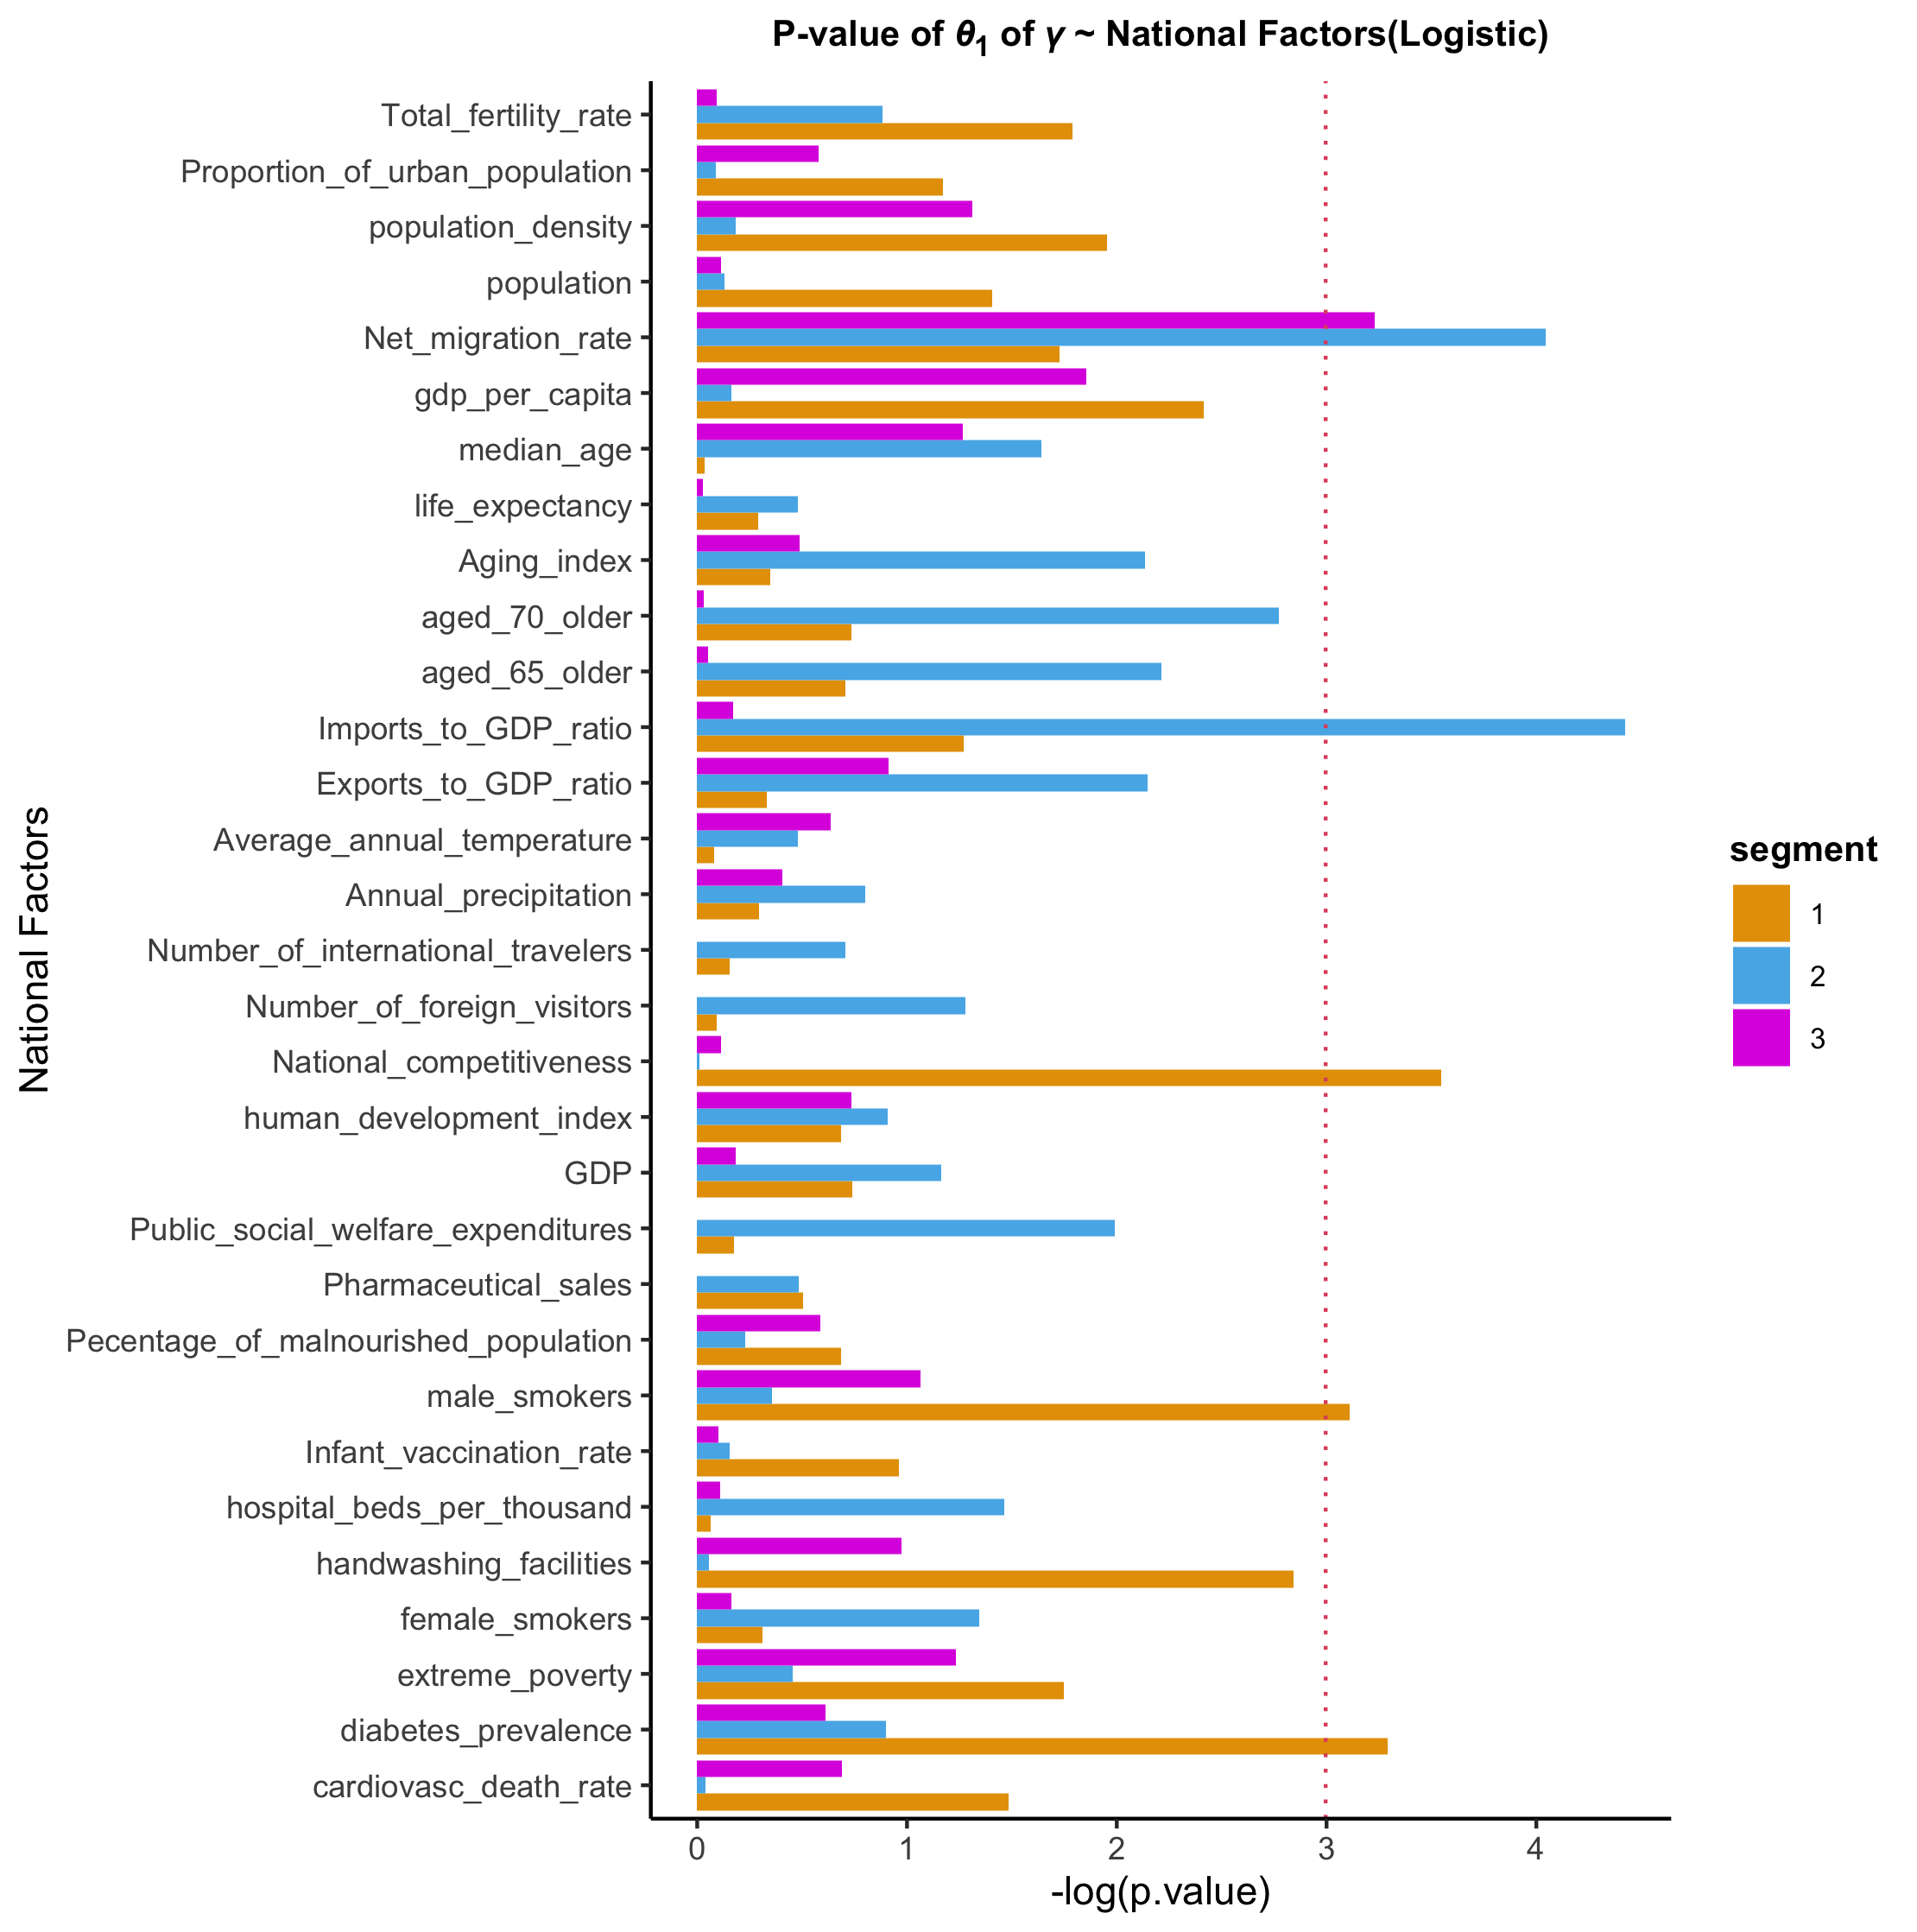 P-value of θ1 of γ ~ National Factors(Logistic)
Total_fertility_rate
Proportion_of_urban_population
population_density
population
Net_migration_rate
gdp_per_capita
median_age
life_expectancy
Aging_index
aged_70_older
aged_65_older
Imports_to_GDP_ratio
Exports_to_GDP_ratio
Average_annual_temperature
Annual_precipitation
Number_of_international_travelers
Number_of_foreign_visitors
National_competitiveness
human_development_index
GDP
Public_social_welfare_expenditures
Pharmaceutical_sales
Pecentage_of_malnourished_population
male_smokers
Infant_vaccination_rate
hospital_beds_per_thousand
handwashing_facilities
female_smokers
extreme_poverty
diabetes_prevalence
cardiovasc_death_rate
National Factors
0 1 2 3 4
-log(p.value)
segment
1
2
3